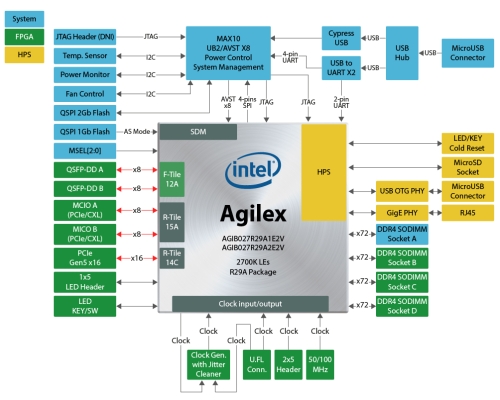 System
FPGA
HPS
JTAG Header (DNI)
JTAG
Temp. Sensor
I2C
Power Monitor
I2C
Fan Control
I2C
QSPI 2Gb Flash
QSPI 1Gb Flash
AS Mode
MSEL[2:0]
MAX10
UB2/AVST X8
Power Control
System Management
Cypress
USB
USB
USB to
UART X2
USB
4-pin
UART
USB
Hub
USB
MicroUSB
Connector
AVST
x8
4-pins
SPI
JTAG
JTAG
2-pin
UART
SDM
HPS
intel
Agilex
AGIB027R29A1E2V
AGIB027R29A2E2V
2700K LEs
R29A Package
F-Tile
12A
R-Tile
15A
R-Tile
14C
Clock input/output
QSFP-DD A
x8
QSFP-DD B
x8
MCIO A
(PCIe/CXL)
x8
MICO B
(PCIe/CXL)
x8
PCIe
Gen5 x16
x16
1x5
LED Header
LED
KEY/SW
LED/KEY
Cold Reset
MicroSD
Socket
USB OTG PHY
MicroUSB
Connector
GigE PHY
RJ45
x72
DDR4 SODIMM
Socket A
DDR4 SODIMM
Socket B
DDR4 SODIMM
Socket C
x72
DDR4 SODIMM
Socket D
Clock
Clock
Clock
Clock
Clock
Clock
Clock Gen.
with Jitter
Cleaner
U.FL
Conn.
2x5
Header
50/100
MHz